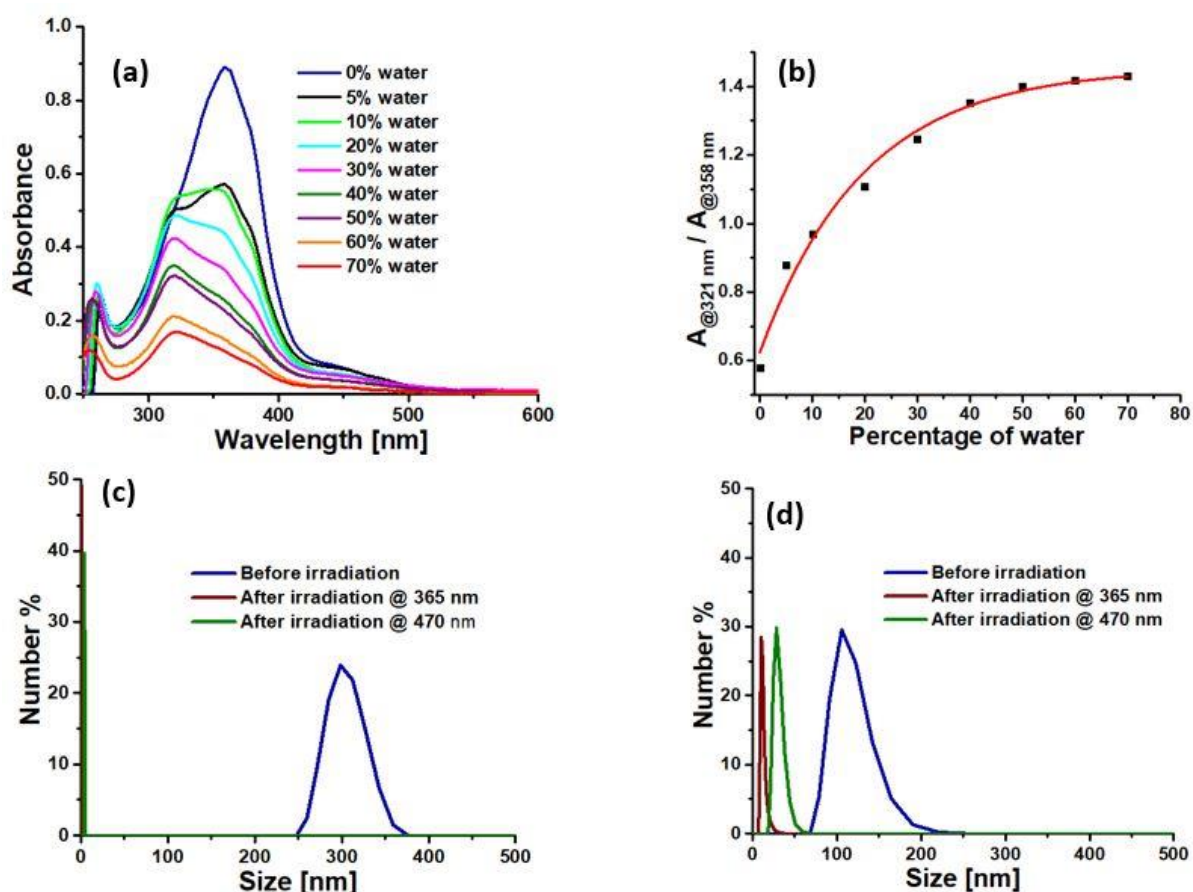 (a)
1.0
0.8
0.6
0.4
0.2
0.0
Absorbance
0% water
5% water
10% water
20% water
30% water
40% water
50% water
60% water
70% water
300 400 500 600
Wavelength [nm]
(b)
1.4
1.2
1.0
0.8
0.6
A@321 nm / A@358 nm
0 10 20 30 40 50 60 70 80
Percentage of water
(c)
50
40
30
20
10
0
Number %
Before irradiation
After irradiation @ 365 nm
After irradiation @ 470 nm
0 100 200 300 400 500
Size [nm]
(d)
50
40
30
20
10
0
Number %
Before irradiation
After irradiation @ 365 nm
After irradiation @ 470 nm
0 100 200 300 400 500
Size [nm]